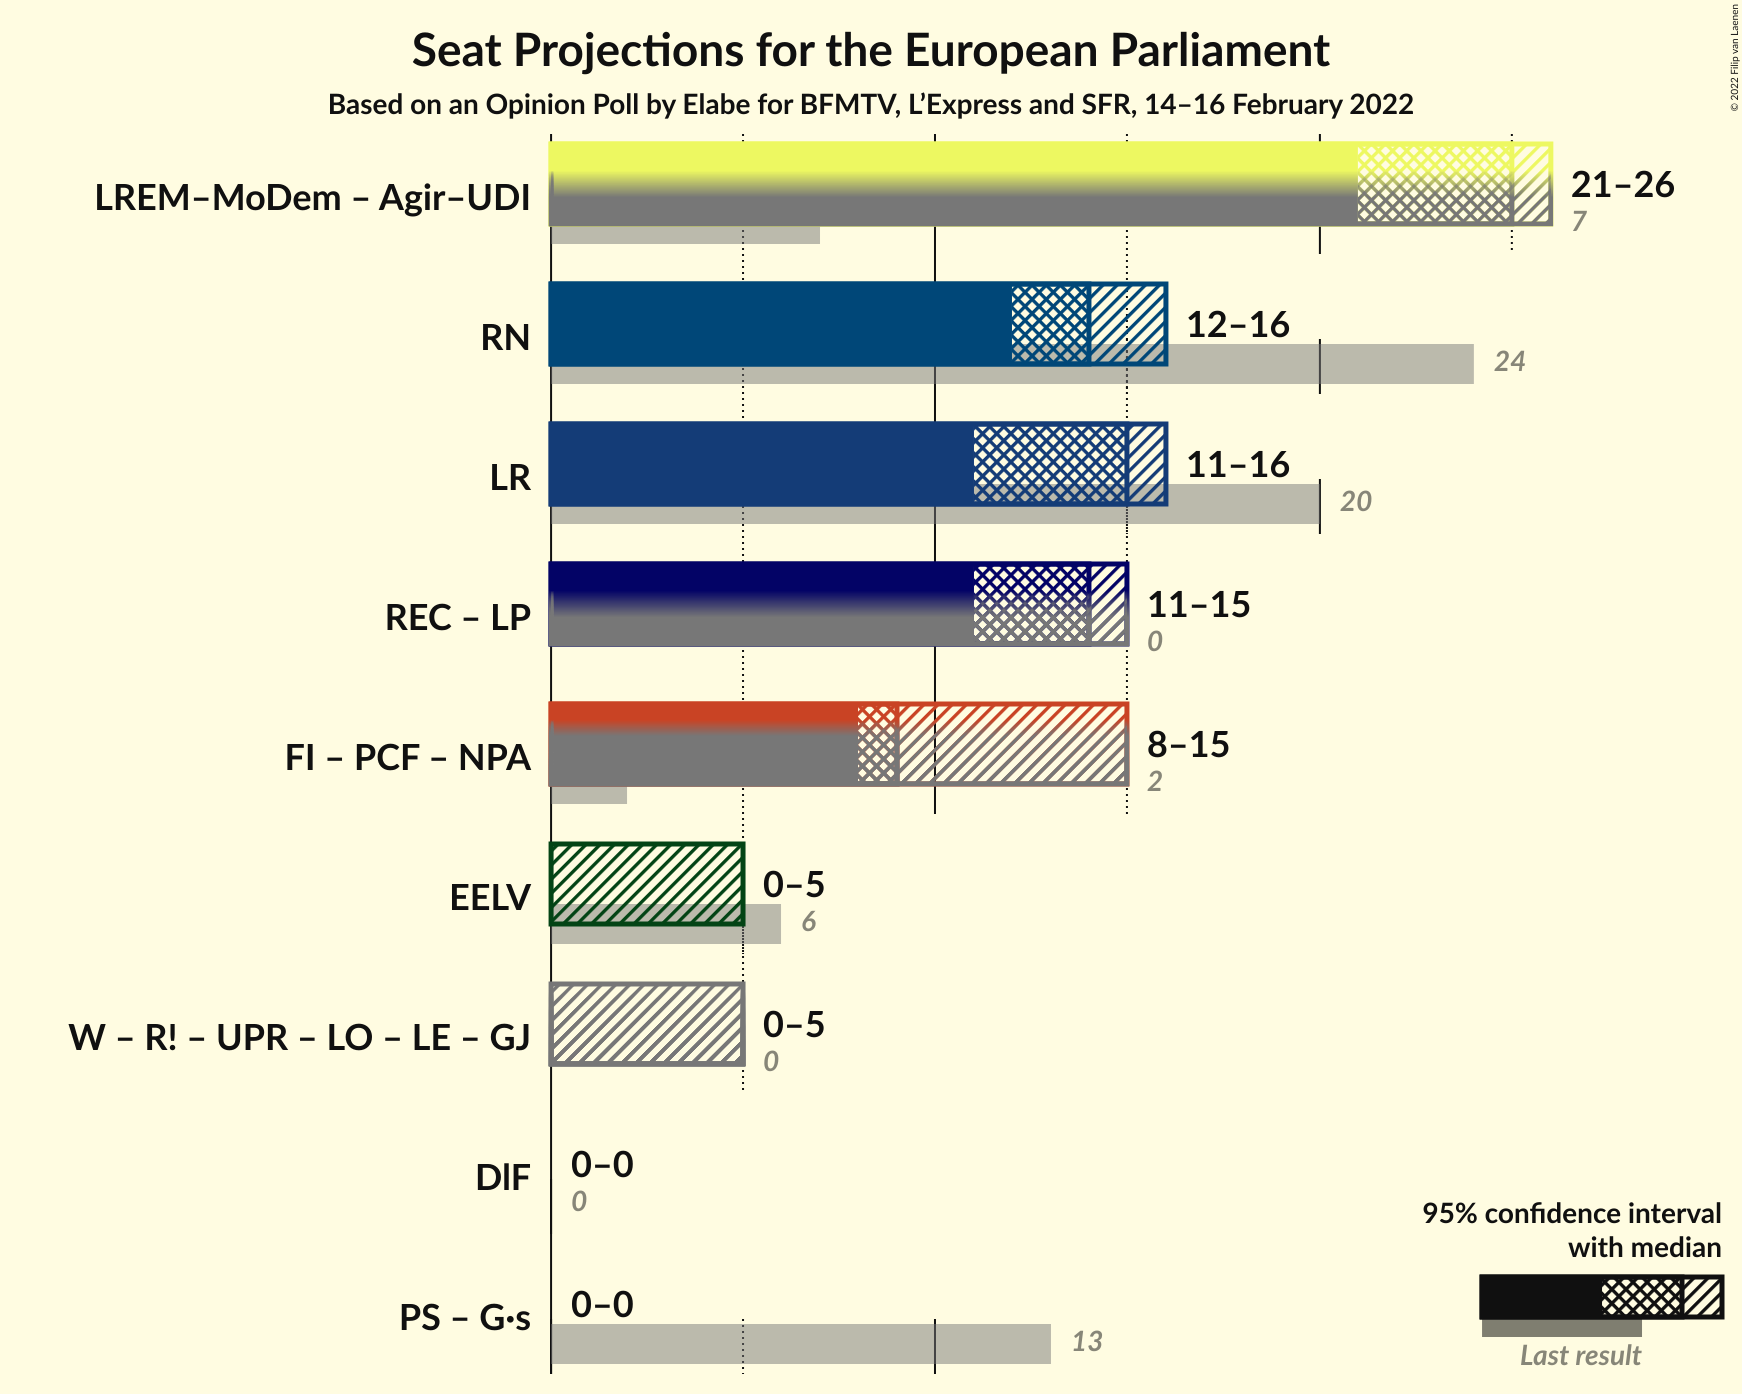 Seat Projections for the European Parliament
Based on an Opinion Poll by Elabe for BFMTV, L’Express and SFR, 14–16 February 2022
© 2022 Filip van Laenen
LREM–MoDem – Agir–UDI
21–26
7
RN
12–16
24
LR
11–16
20
REC – LP
11–15
0
FI – PCF – NPA
8–15
2
EELV
0–5
6
W – R! – UPR – LO – LE – GJ
0–5
0
DlF
0–0
0
PS – G·s
0–0
13
95% confidence interval
with median
Last result